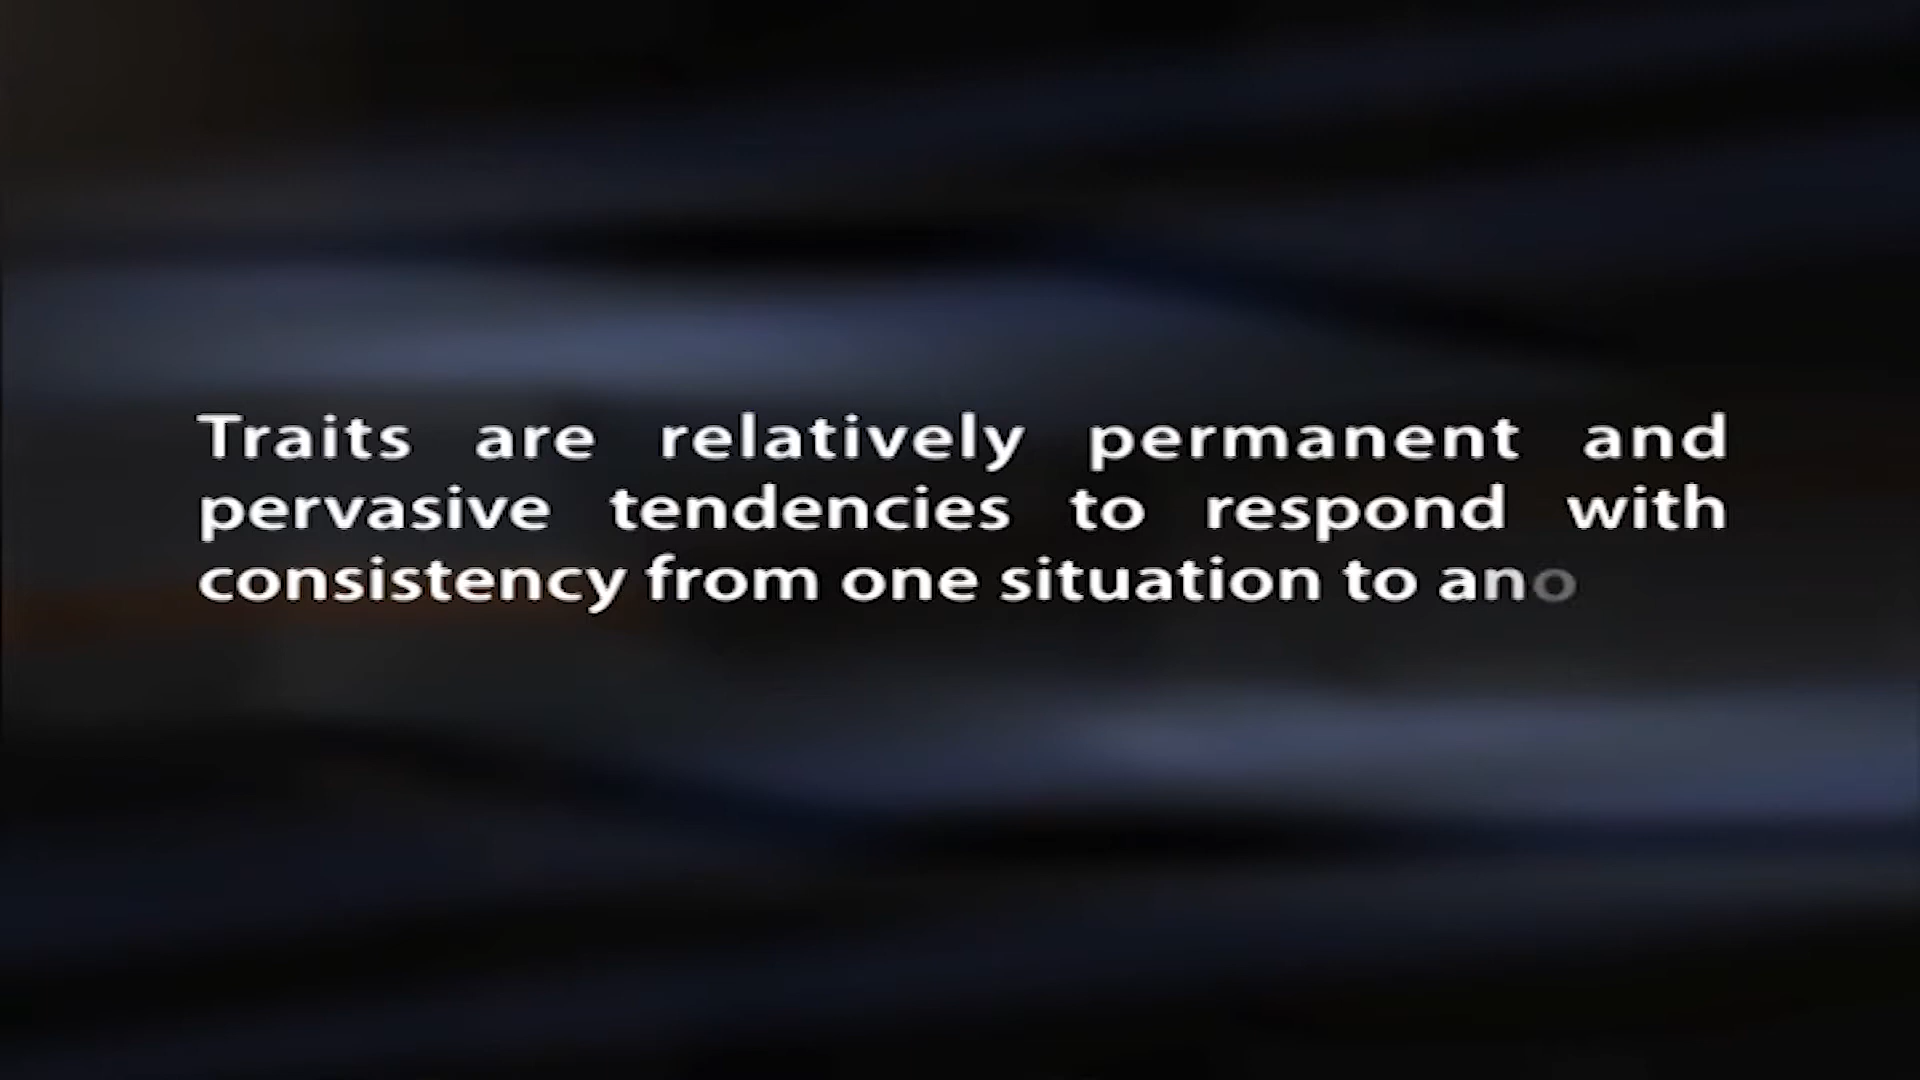 Traits are relatively permanent and
pervasive tendencies to respond with
consistency from one situation to ano